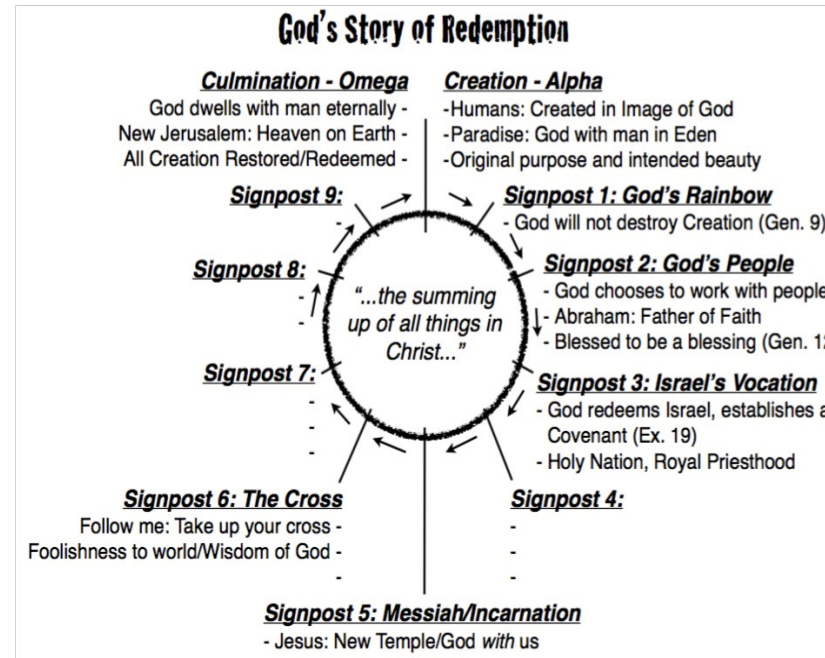 God's Story of Redemption
Culmination - Omega
God dwells with man eternally -
New Jerusalem: Heaven on Earth -
All Creation Restored/Redeemed -
Creation - Alpha
-Humans: Created in Image of God
-Paradise: God with man in Eden
-Original purpose and intended beauty
Signpost 1: God's Rainbow
- God will not destroy Creation (Gen. 9)
Signpost 2: God's People
- God chooses to work with people
- Abraham: Father of Faith
- Blessed to be a blessing (Gen. 12
Signpost 3: Israel's Vocation
- God redeems Israel, establishes a
Covenant (Ex. 19)
- Holy Nation, Royal Priesthood
Signpost 4:
-
-
-
Signpost 5: Messiah/Incarnation
- Jesus: New Temple/God with us
Signpost 6: The Cross
Follow me: Take up your cross -
Foolishness to world/Wisdom of God -
-
Signpost 7:
-
-
-
Signpost 8:
-
-
Signpost 9:
-
"...the summing
up of all things in
Christ..."